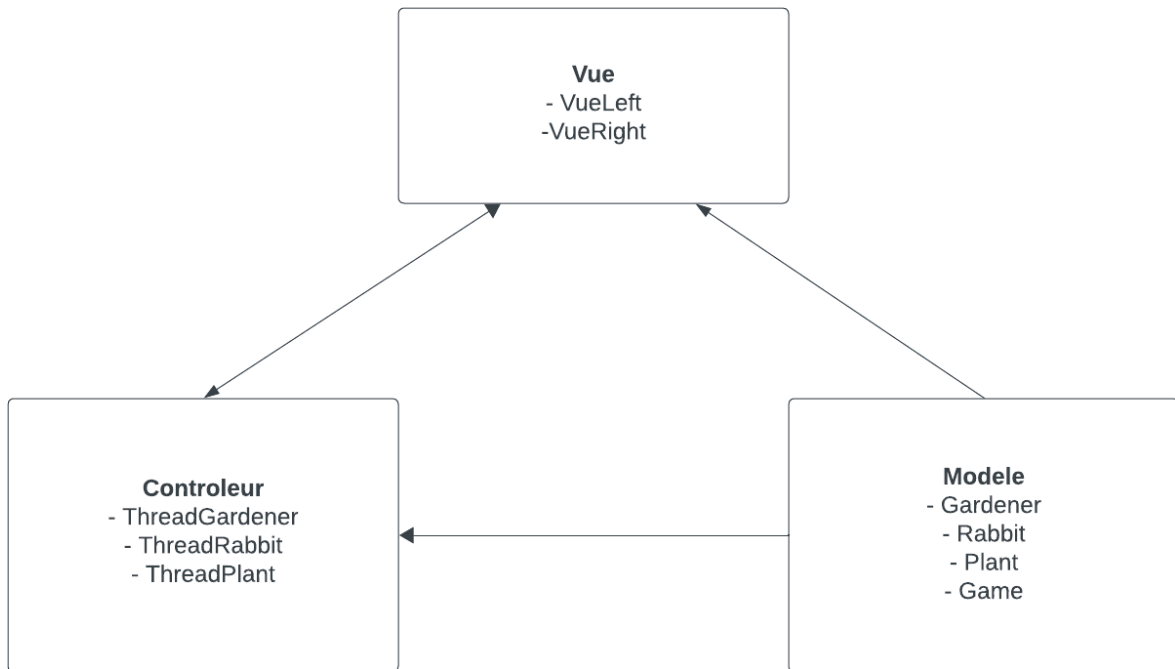 Vue
- VueLeft
-VueRight
Controleur
- ThreadGardener
- ThreadRabbit
- ThreadPlant
Modele
- Gardener
- Rabbit
- Plant
- Game